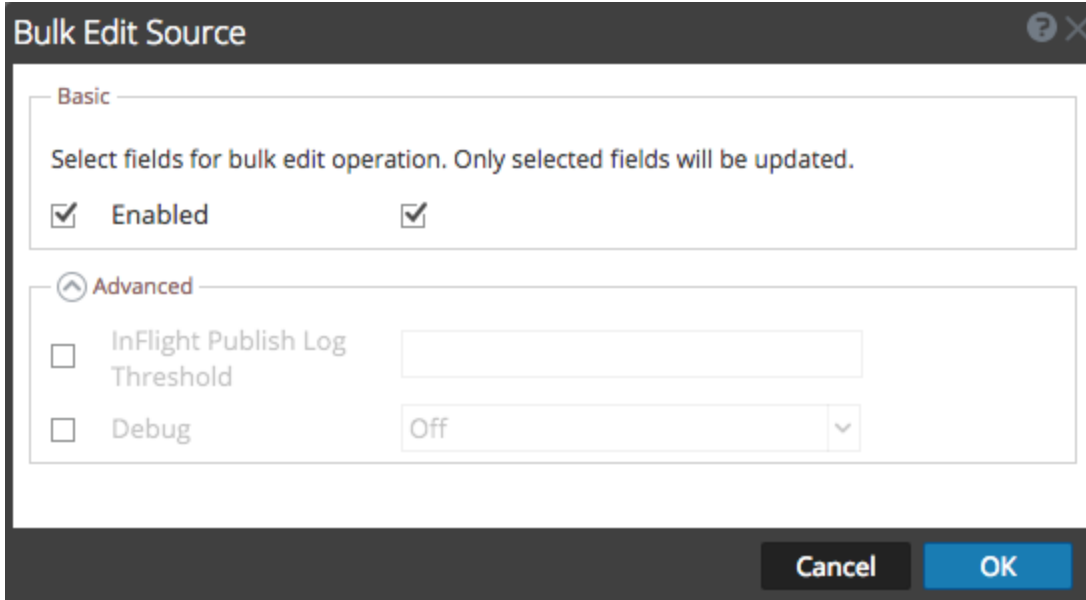 Bulk Edit Source
Basic
Select fields for bulk edit operation. Only selected fields will be updated.
Enabled
Advanced
InFlight Publish Log
Threshold
Debug Off
Cancel OK